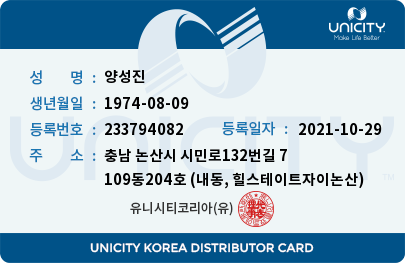 UNICITY
Make Life Better
성 명 : 양성진
생년월일 : 1974-08-09
등록번호 : 233794082 등록일자 : 2021-10-29
주 소 : 충남 논산시 시민로132번길 7
109동204호 (내동, 힐스테이트자이논산)
유니시티코리아(유)
UNICITY
UNICITY KOREA DISTRIBUTOR CARD